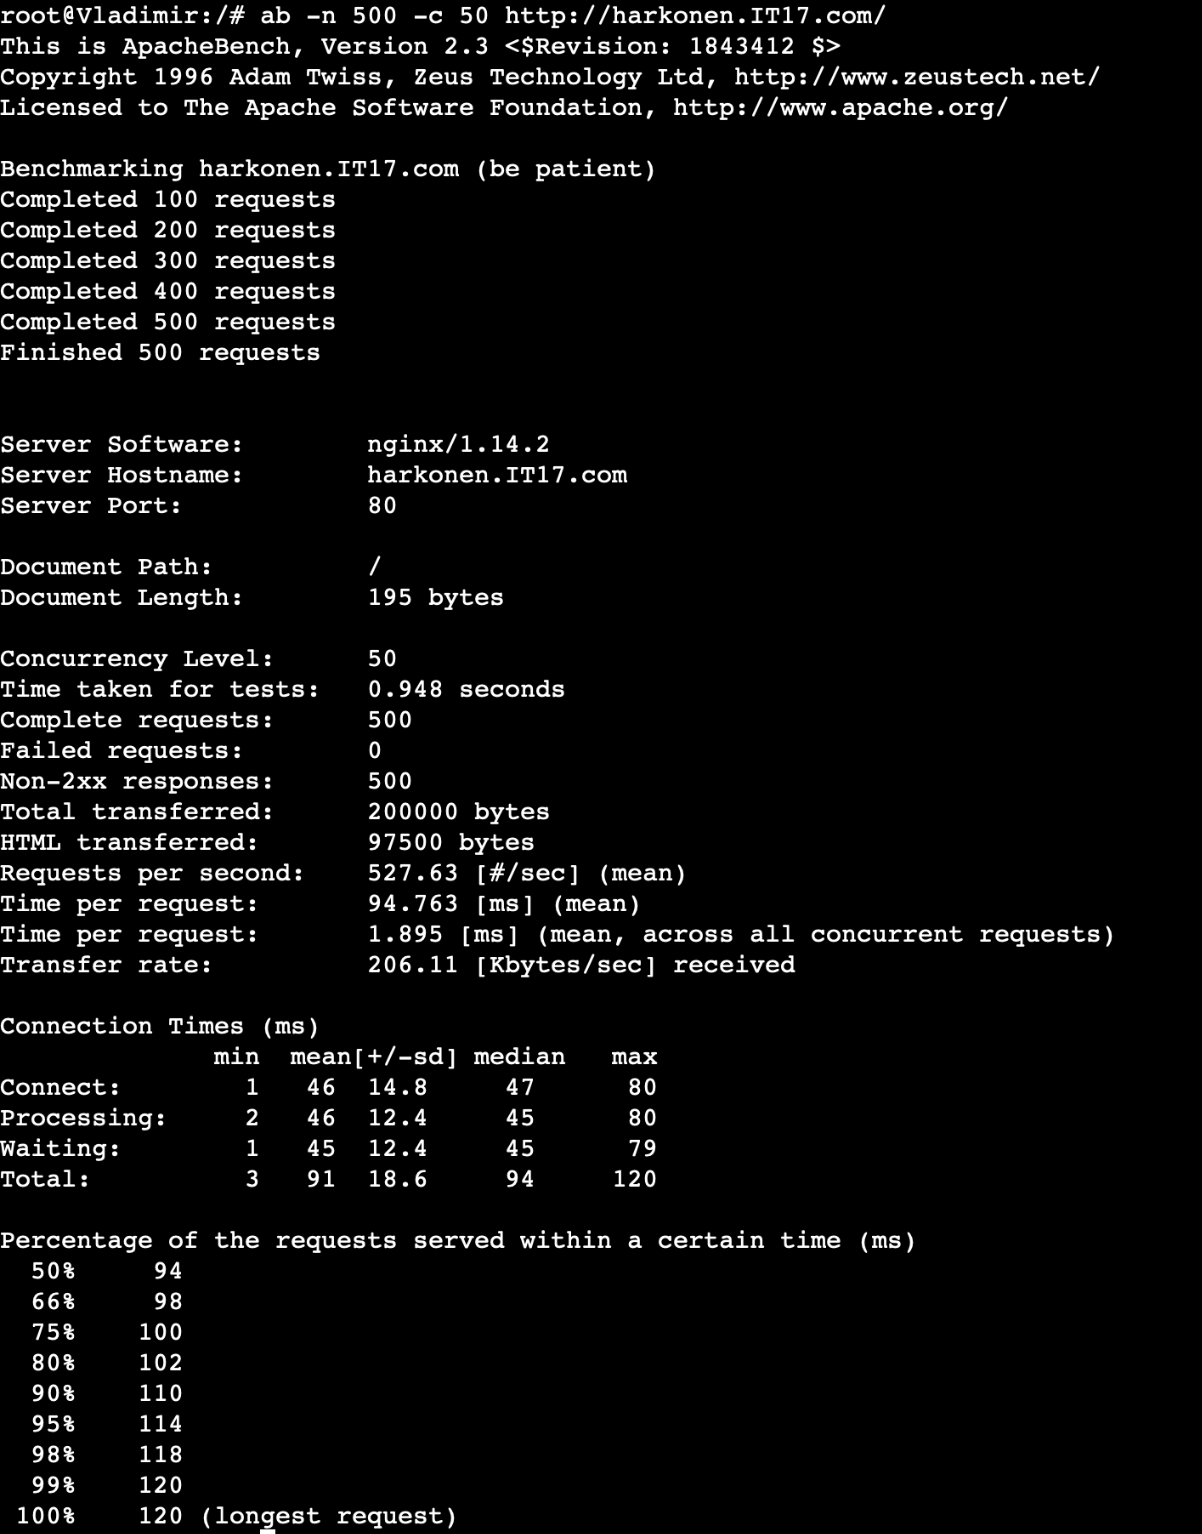 root@Vladimir:/# ab -n 500 -c 50 http://harkonen.IT17.com/
This is ApacheBench, Version 2.3 <$Revision: 1843412 $>
Copyright 1996 Adam Twiss, Zeus Technology Ltd, http://www.zeustech.net/
Licensed to The Apache Software Foundation, http://www.apache.org/

Benchmarking harkonen.IT17.com (be patient)
Completed 100 requests
Completed 200 requests
Completed 300 requests
Completed 400 requests
Completed 500 requests
Finished 500 requests


Server Software:        nginx/1.14.2
Server Hostname:        harkonen.IT17.com
Server Port:            80

Document Path:          /
Document Length:        195 bytes

Concurrency Level:      50
Time taken for tests:   0.948 seconds
Complete requests:      500
Failed requests:        0
Non-2xx responses:      500
Total transferred:      200000 bytes
HTML transferred:       97500 bytes
Requests per second:    527.63 [#/sec] (mean)
Time per request:       94.763 [ms] (mean)
Time per request:       1.895 [ms] (mean, across all concurrent requests)
Transfer rate:          206.11 [Kbytes/sec] received

Connection Times (ms)
              min  mean[+/-sd] median   max
Connect:        1   46  14.8     47      80
Processing:     2   46  12.4     45      80
Waiting:        1   45  12.4     45      79
Total:          3   91  18.6     94     120

Percentage of the requests served within a certain time (ms)
  50%     94
  66%     98
  75%    100
  80%    102
  90%    110
  95%    114
  98%    118
  99%    120
 100%    120 (longest request)